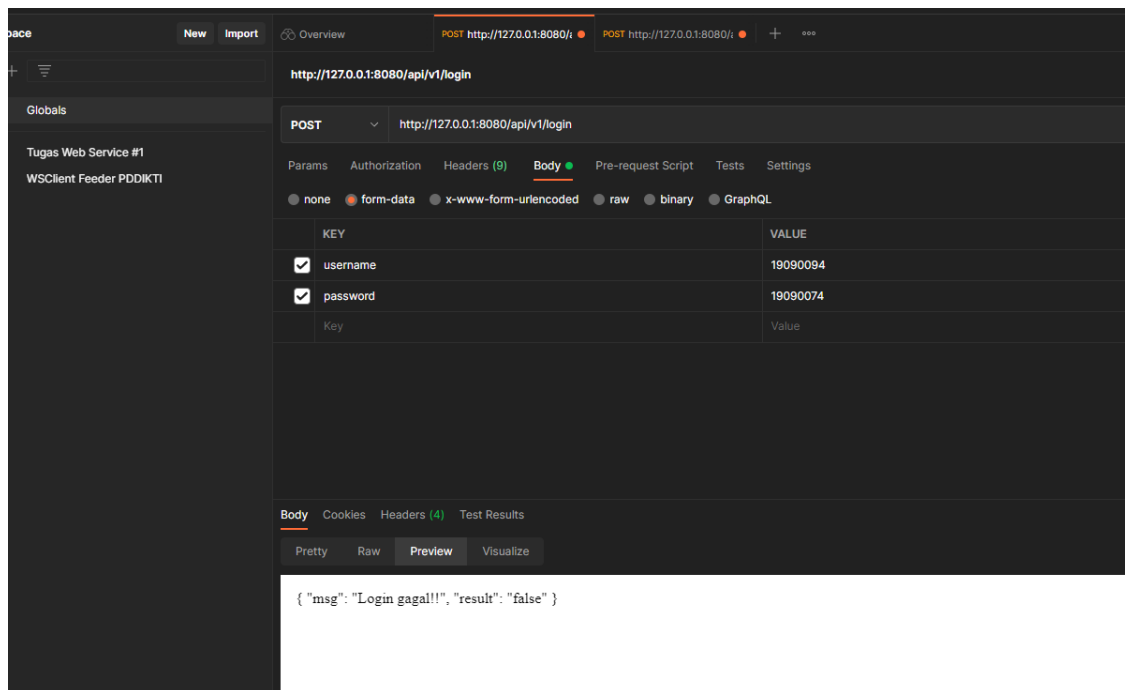 pace New Import Overview POST http://127.0.0.1:8080/a POST http://127.0.0.1:8080/a
http://127.0.0.1:8080/api/v1/login
Globals
POST http://127.0.0.1:8080/api/v1/login
Tugas Web Service #1
WSClient Feeder PDDIKTI
Params Authorization Headers (9) Body Pre-request Script Tests Settings
none form-data x-www-form-urlencoded raw binary GraphQL
KEY VALUE
username 19090094
password 19090074
Key Value
Body Cookies Headers (4) Test Results
Pretty Raw Preview Visualize
{ "msg": "Login gagal!!", "result": "false" }